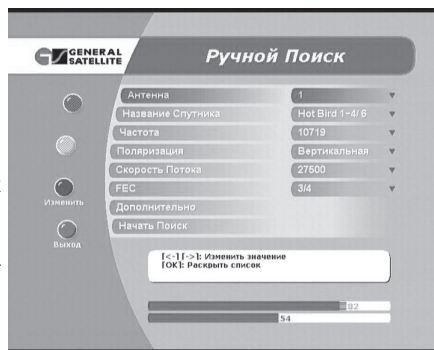 GENERAL
SATELLITE
Ручной Поиск
Антенна 1
Название Спутника Hot Bird 1-4/ 6
Частота 10719
Поляризация Вертикальная
Скорость Потока 27500
FEC 3/4
Дополнительно
Начать Поиск
Изменить
Выход
[<-] [->]: Изменить значение
[OK]: Раскрыть список
82
54